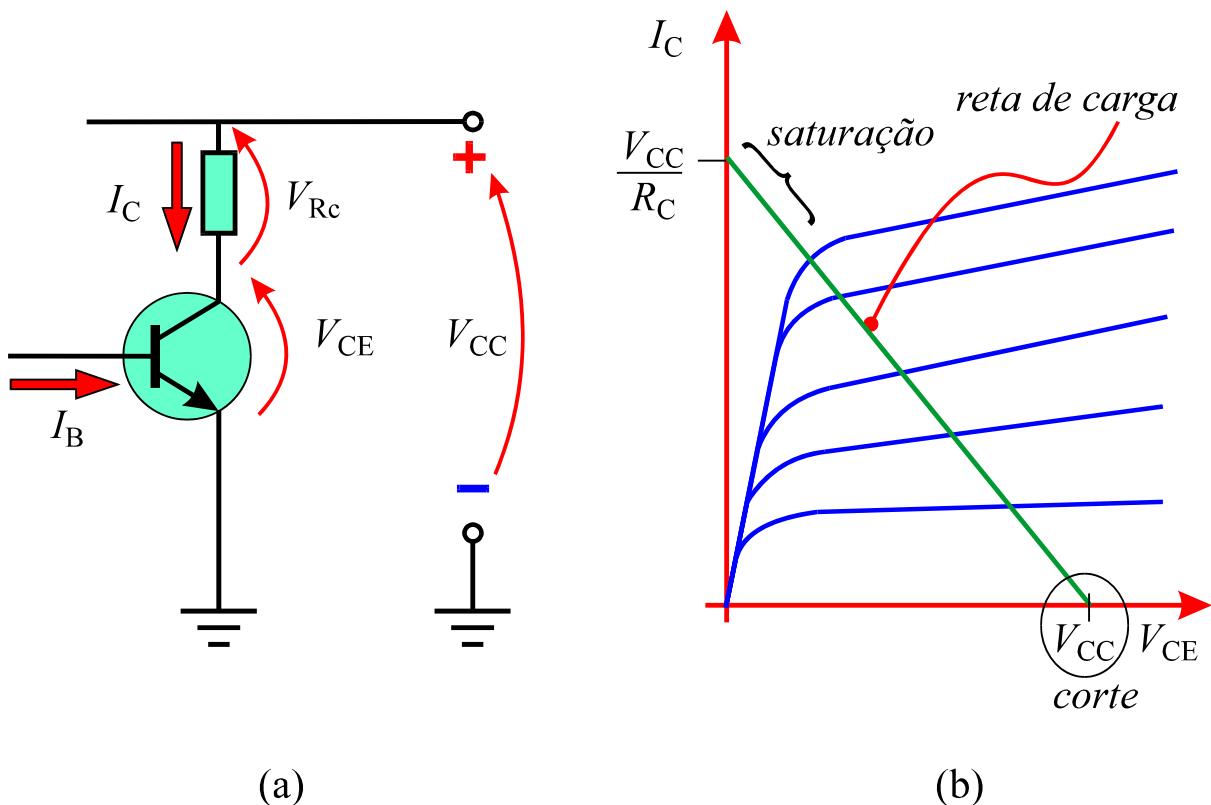 I_C
V_Rc
V_CE
V_CC
I_B
+
−
(a)
I_C
reta de carga
saturação
V_CC
R_C
V_CC
V_CE
corte
(b)